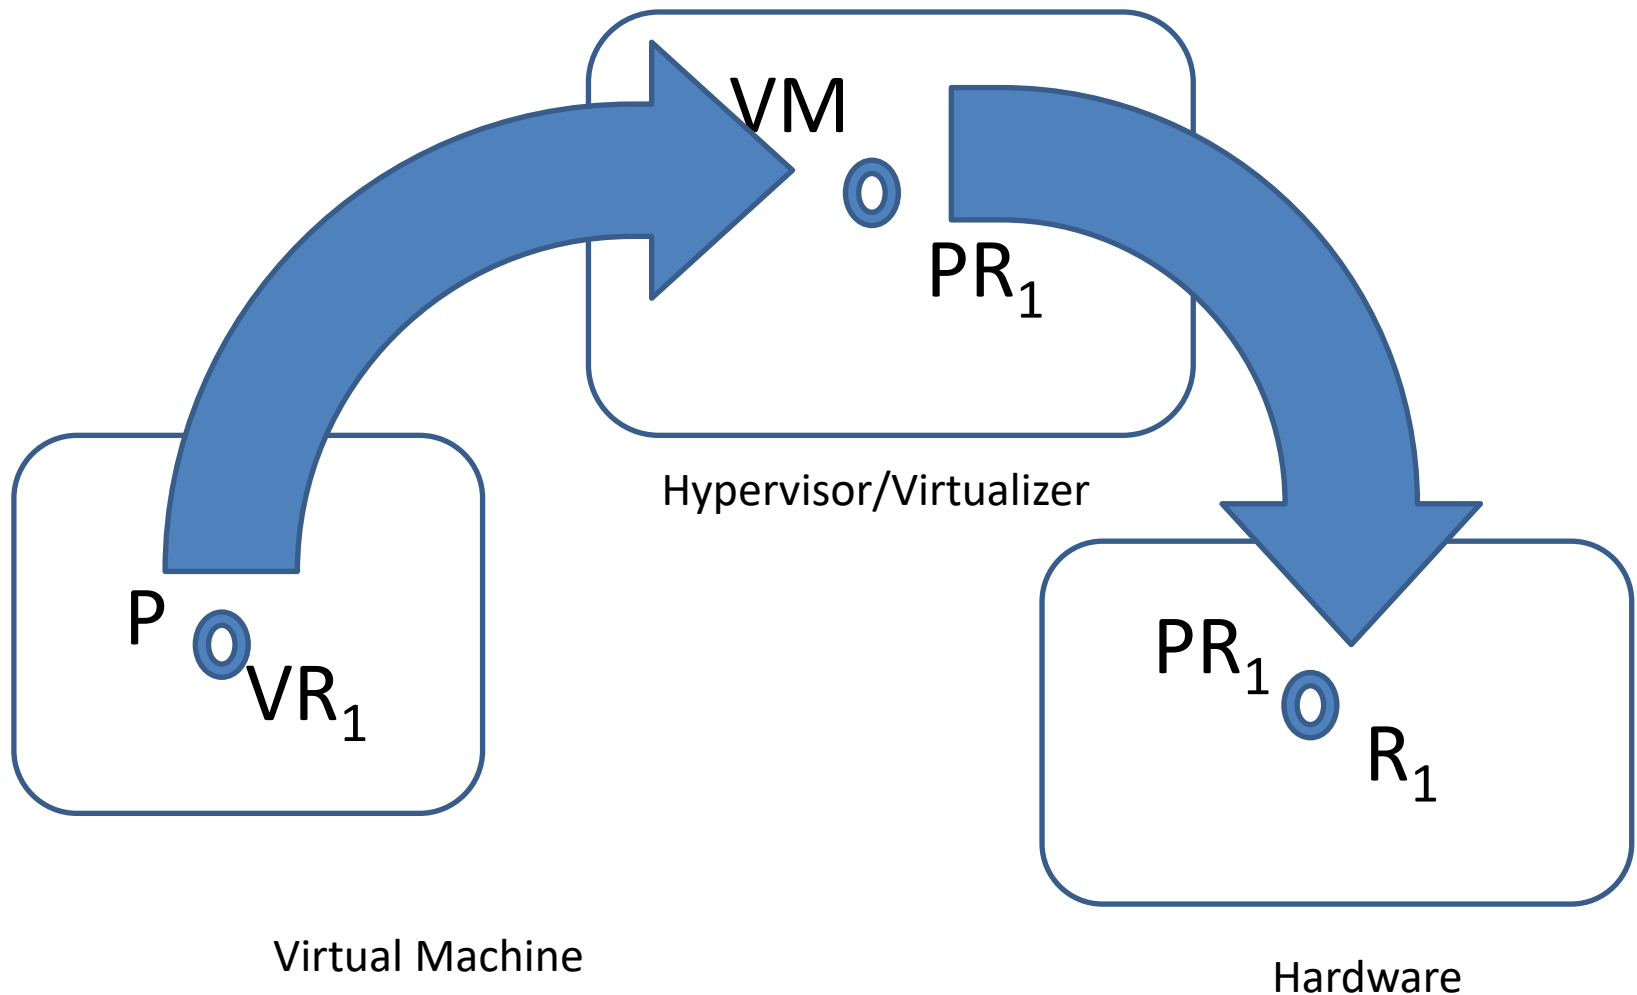 VM
PR₁
Hypervisor/Virtualizer
P
VR₁
Virtual Machine
PR₁
R₁
Hardware